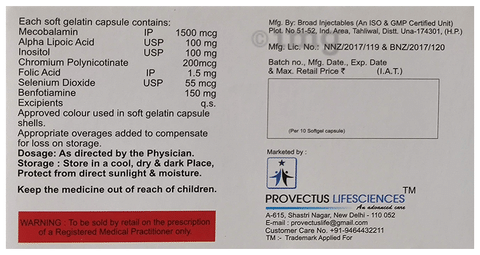 Each soft gelatin capsule contains:
Mecobalamin IP 1500 mcg
Alpha Lipoic Acid USP 100 mg
Inositol USP 100 mg
Chromium Polynicotinate 200mcg
Folic Acid IP 1.5 mg
Selenium Dioxide USP 55 mcg
Benfotiamine 150 mg
Excipients q.s.
Approved colour used in soft gelatin capsule
shells.
Appropriate overages added to compensate
for loss on storage.
Dosage: As directed by the Physician.
Storage : Store in a cool, dry & dark Place,
Protect from direct sunlight & moisture.
Keep the medicine out of reach of children.
WARNING : To be sold by retail on the prescription
of a Registered Medical Practitioner only.
Mfg. By: Broad Injectables (An ISO & GMP Certified Unit)
Plot No. 51-52, Ind. Area, Tahliwal, Distt. Una-174301, (H.P.)
Mfg. Lic. No.: NNZ/2017/119 & BNZ/2017/120
Batch no., Mfg. Date., Exp. Date
& Max. Retail Price ₹ (I.A.T.)
(Per 10 Softgel capsule)
Marketed by :
PROVECTUS LIFESCIENCES TM
An advanced care
A-615, Shastri Nagar, New Delhi - 110 052
E-mail : provectuslife@gmail.com
Customer Care No. +91-9464432211
TM :- Trademark Applied For